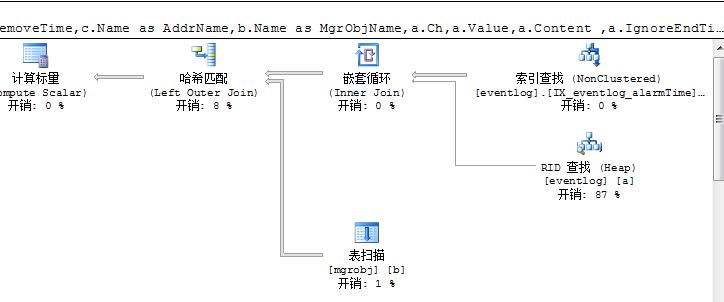 emoveTime,c.Name as AddrName,b.Name as MgrObjName,a.Ch,a.Value,a.Content ,a.IgnoreEndTi…
计算标量
ompute Scalar)
开销: 0 %
哈希匹配
(Left Outer Join)
开销: 8 %
嵌套循环
(Inner Join)
开销: 0 %
索引查找 (NonClustered)
[eventlog].[IX_eventlog_alarmTime]…
开销: 0 %
RID 查找 (Heap)
[eventlog] [a]
开销: 87 %
表扫描
[mgrobj] [b]
开销: 1 %